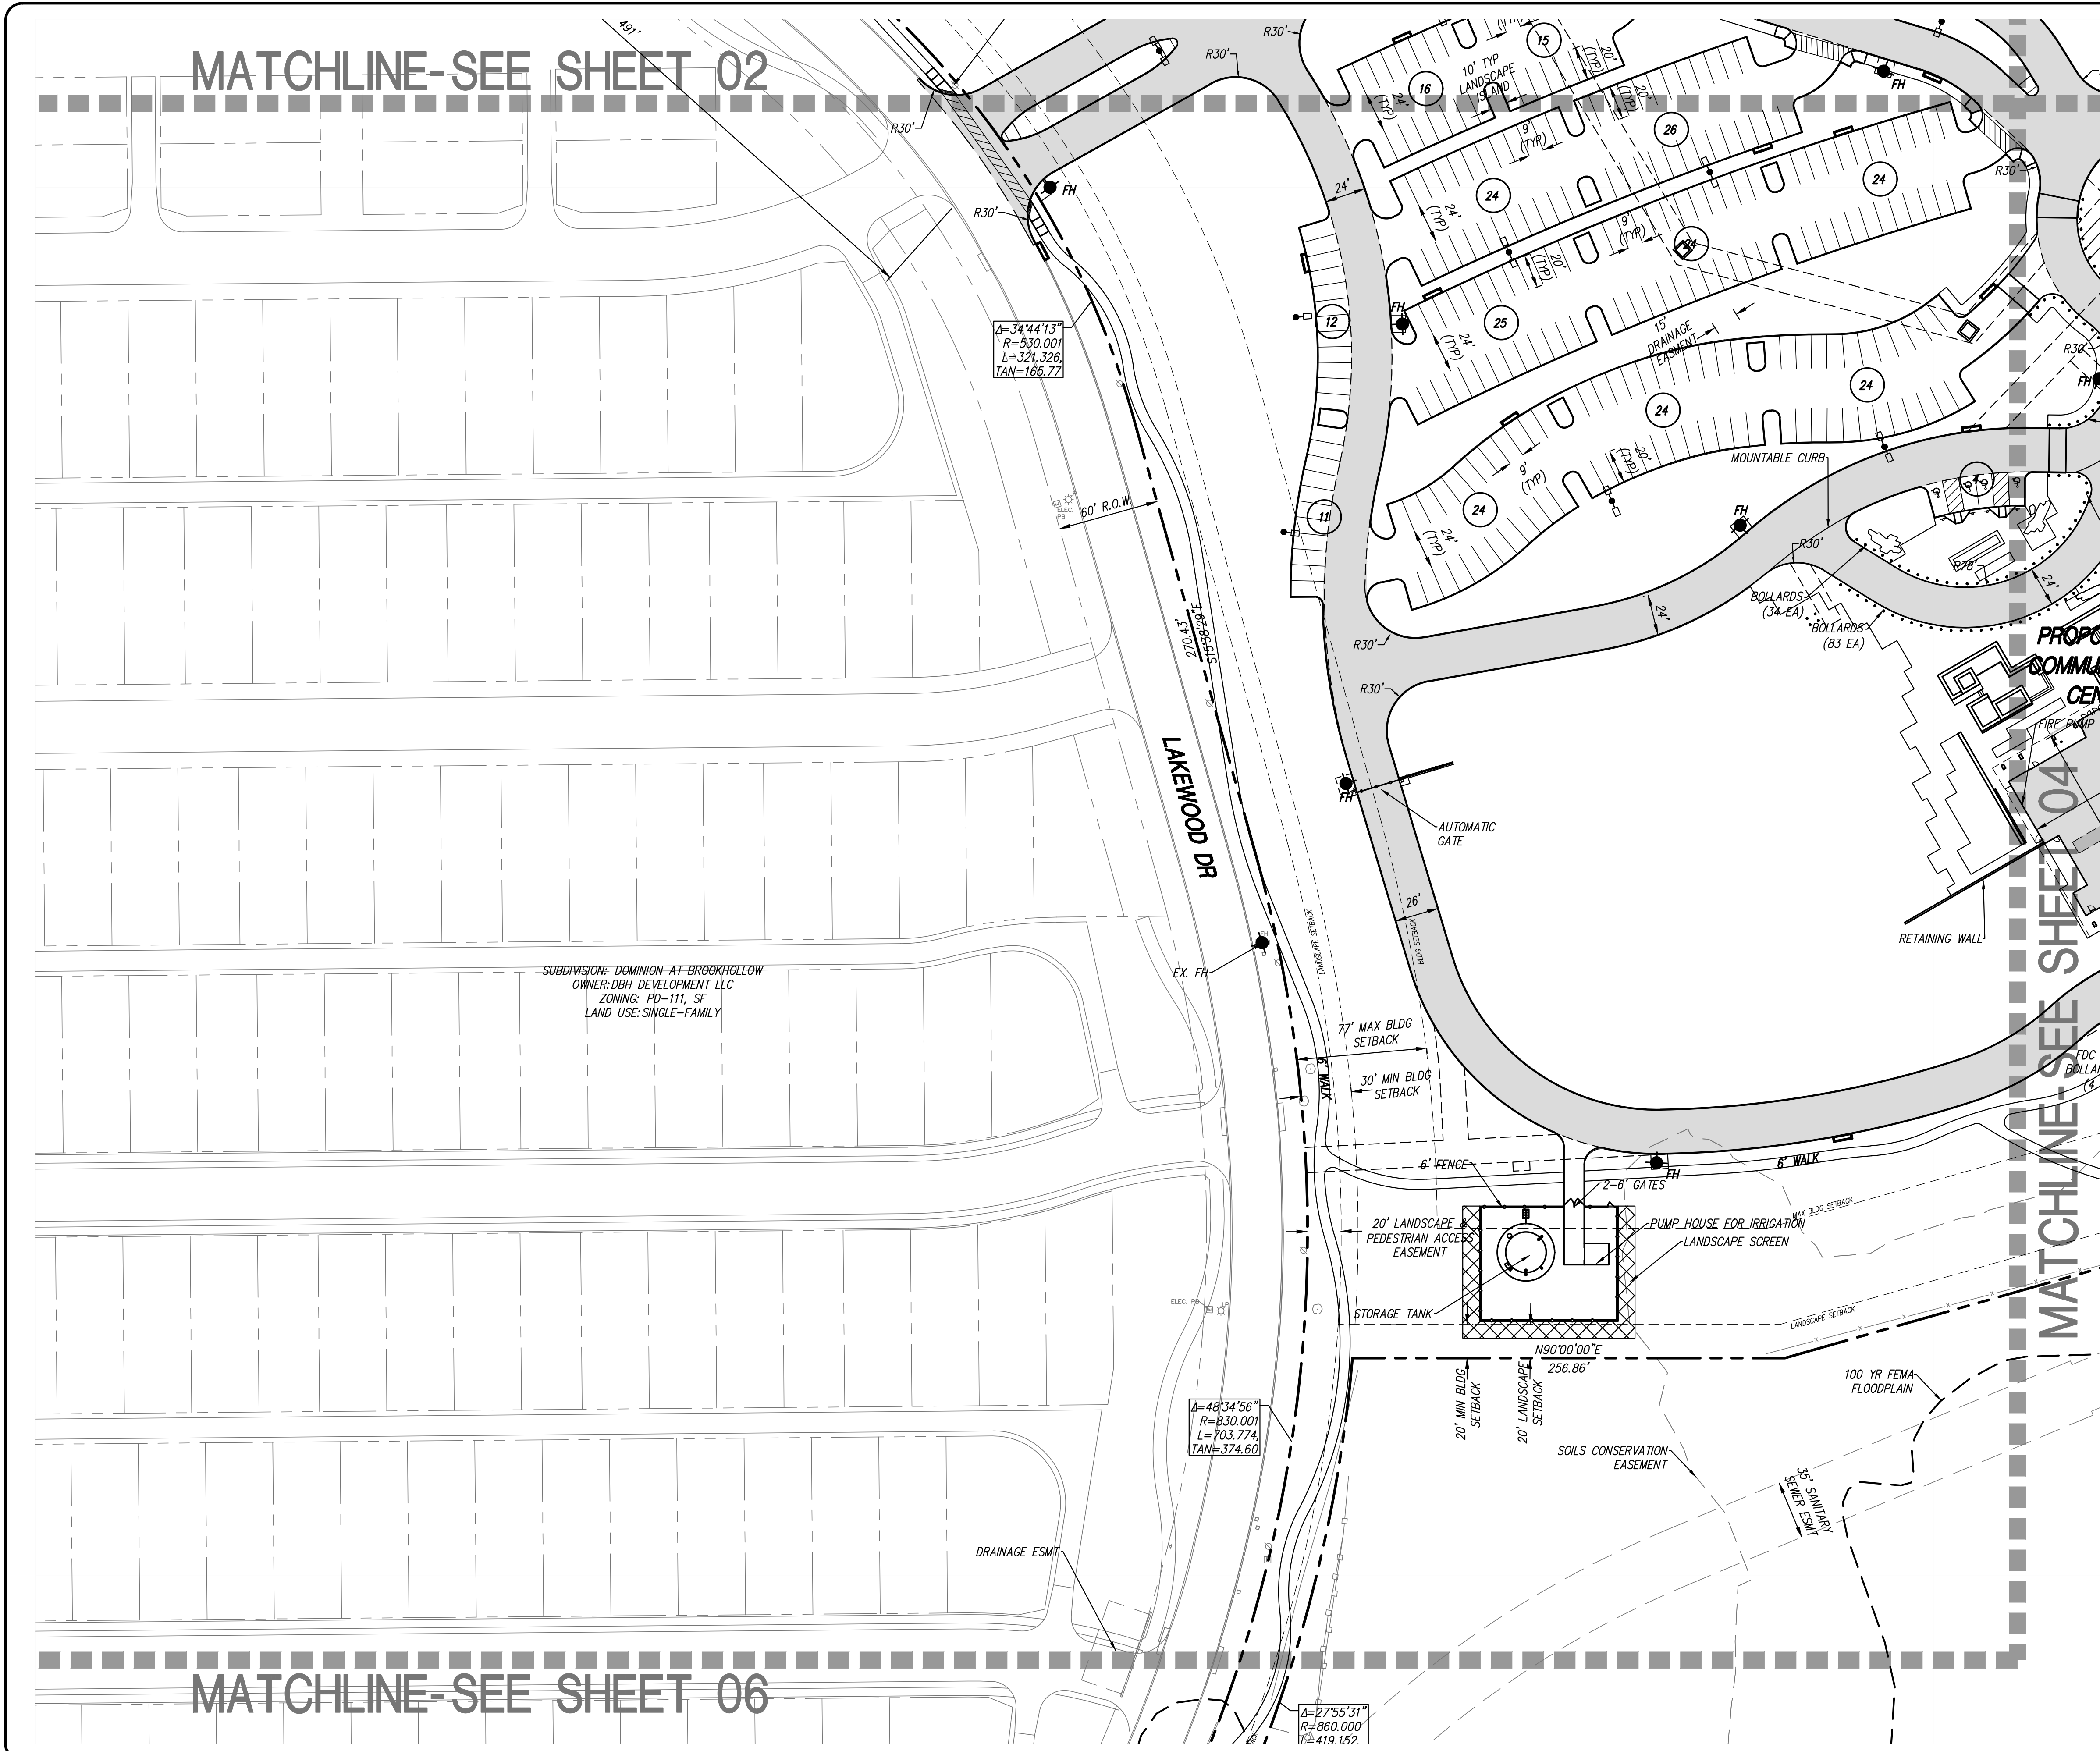 MATCHLINE-SEE SHEET 02
491'
R30'
R30'
R30'
R30'
FH
24'
16
10' TYP
LANDSCAPE
ISLAND
15
20'
(TYP)
24'
(TYP)
9'
(TYP)
20'
(TYP)
26
FH
R30'
24
24
24'
(TYP)
9'
(TYP)
24
20'
(TYP)
Δ=34°44'13"
R=530.001
L=321.326,
TAN=165.77
12
FH
25
24'
(TYP)
15'
DRAINAGE
EASMENT
R30'
FH
24
24
MOUNTABLE CURB
20'
(TYP)
9'
(TYP)
24
24'
(TYP)
11
4
FH
R30'
R78'
24'
BOLLARDS
(34 EA)
BOLLARDS
(83 EA)
LP
ELEC.
PB
60' R.O.W.
270.43'
S15°38'29"E
24'
R30'
R30'
LAKEWOOD DR
FH
AUTOMATIC
GATE
26'
FIRE PUMP
RETAINING WALL
MATCHLINE-SEE SHEET 04
FH
EX. FH
LANDSCAPE SETBACK
BLDG SETBACK
SUBDIVISION: DOMINION AT BROOKHOLLOW
OWNER: DBH DEVELOPMENT LLC
ZONING: PD-111, SF
LAND USE: SINGLE-FAMILY
77' MAX BLDG
SETBACK
6' WALK
30' MIN BLDG
SETBACK
FDC
6' FENCE
2-6' GATES
FH
6' WALK
MAX BLDG SETBACK
20' LANDSCAPE &
PEDESTRIAN ACCESS
EASEMENT
PUMP HOUSE FOR IRRIGATION
LANDSCAPE SCREEN
STORAGE TANK
LANDSCAPE SETBACK
ELEC. PB
LP
N90°00'00"E
256.86'
20' MIN BLDG
SETBACK
20' LANDSCAPE
SETBACK
100 YR FEMA
FLOODPLAIN
Δ=48°34'56"
R=830.001
L=703.774,
TAN=374.60
SOILS CONSERVATION
EASEMENT
35' SANITARY
SEWER ESMT
DRAINAGE ESMT
MATCHLINE-SEE SHEET 06
Δ=27°55'31"
R=860.000
L=419.152,